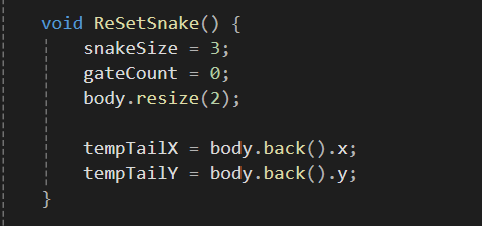 void ReSetSnake() {
snakeSize = 3;
gateCount = 0;
body.resize(2);
tempTailX = body.back().x;
tempTailY = body.back().y;
}